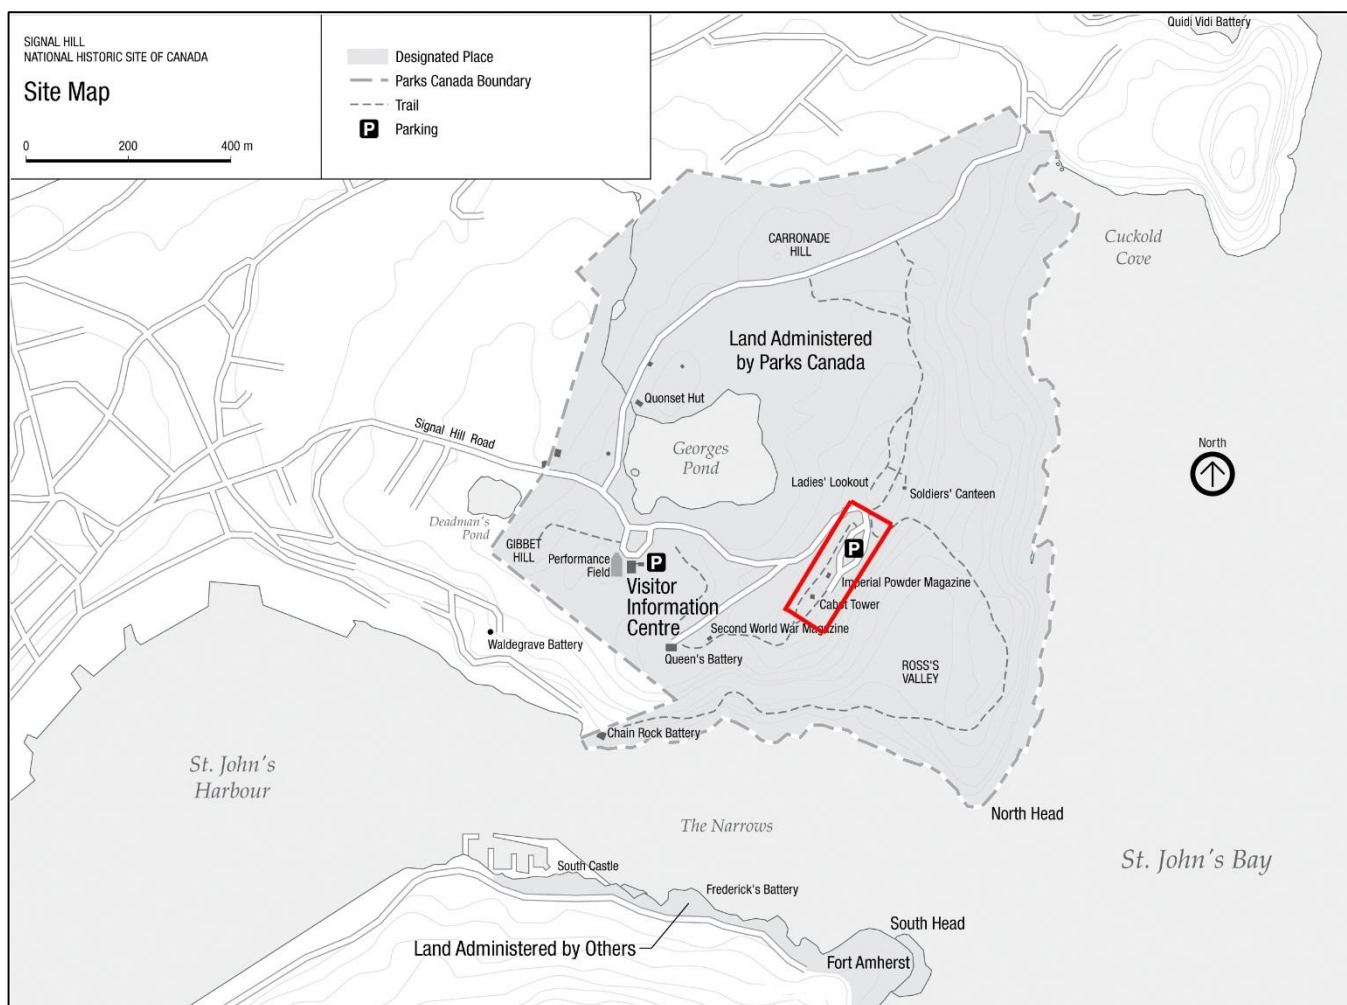 SIGNAL HILL
NATIONAL HISTORIC SITE OF CANADA
Site Map
0 200 400 m
Designated Place
Parks Canada Boundary
Trail
P Parking
Quidi Vidi Battery
Cuckold
Cove
CARRONADE
HILL
Land Administered
by Parks Canada
Quonset Hut
Signal Hill Road
Georges
Pond
North
Ladies' Lookout
Soldiers' Canteen
Deadman's
Pond
GIBBET
HILL
Performance
Field
P
P
Visitor
Information
Centre
Imperial Powder Magazine
Cabot Tower
Second World War Magazine
Waldegrave Battery
Queen's Battery
ROSS'S
VALLEY
Chain Rock Battery
St. John's
Harbour
North Head
The Narrows
St. John's Bay
South Castle
Frederick's Battery
South Head
Land Administered by Others
Fort Amherst